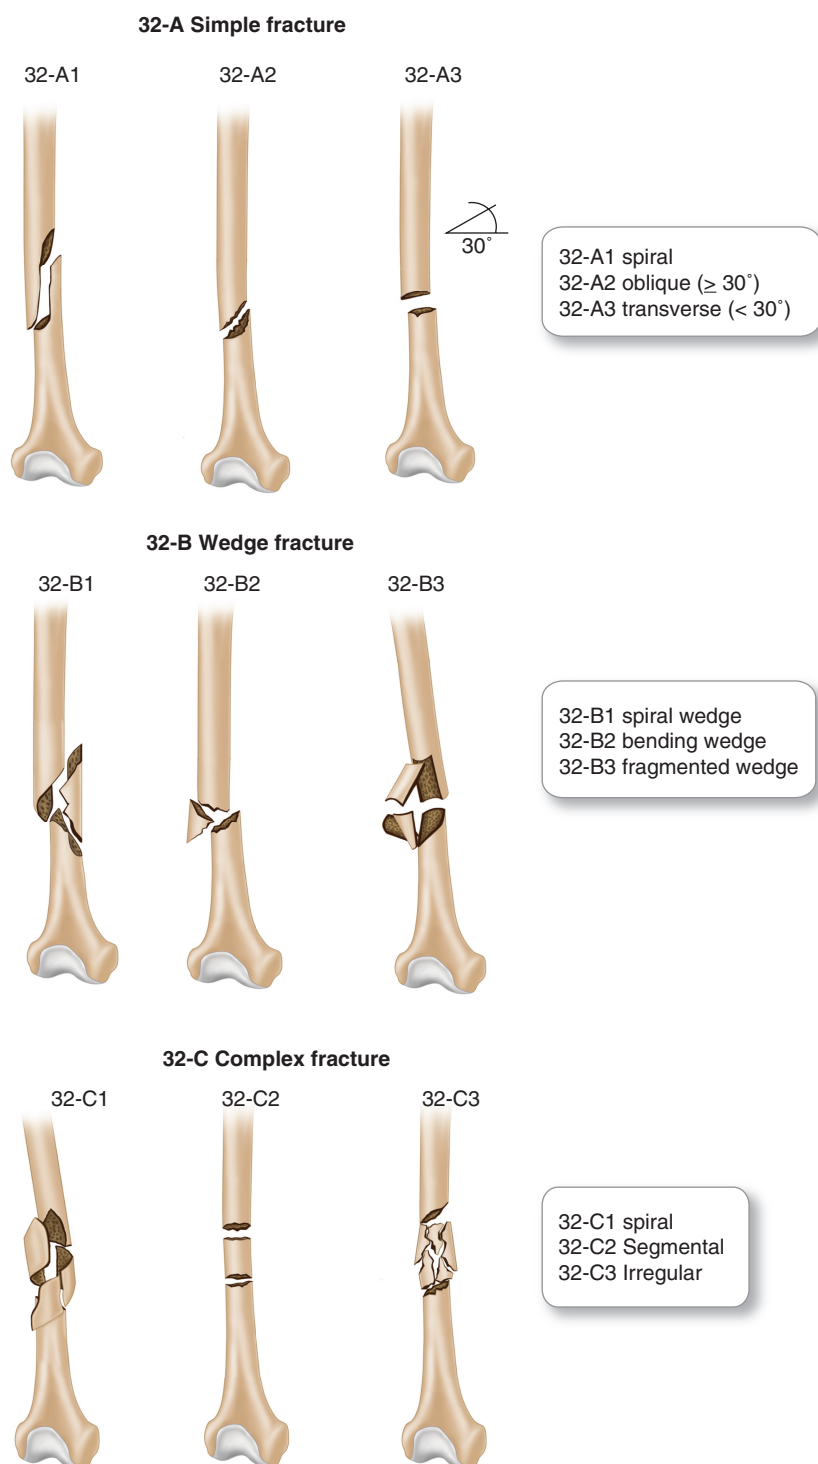 32-A Simple fracture
32-A1 32-A2 32-A3
30°
32-A1 spiral
32-A2 oblique (≥ 30°)
32-A3 transverse (< 30°)
32-B Wedge fracture
32-B1 32-B2 32-B3
32-B1 spiral wedge
32-B2 bending wedge
32-B3 fragmented wedge
32-C Complex fracture
32-C1 32-C2 32-C3
32-C1 spiral
32-C2 Segmental
32-C3 Irregular